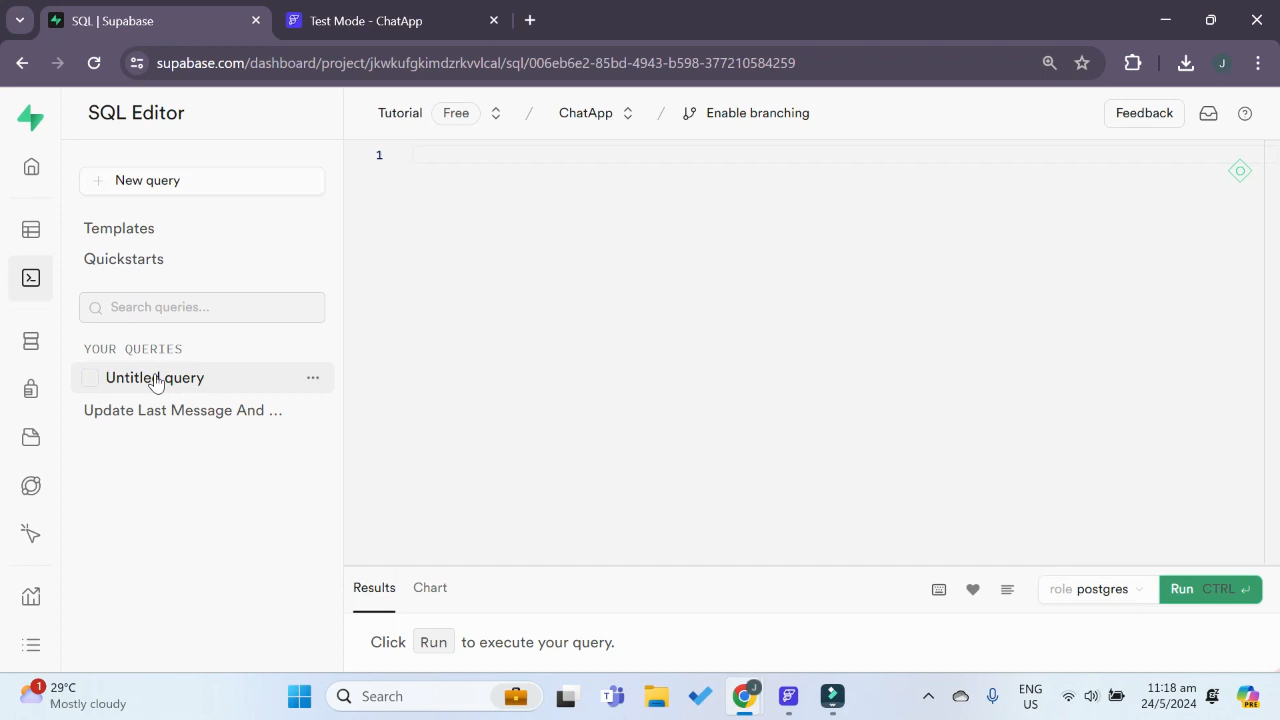 SQL | Supabase
Test Mode - ChatApp
supabase.com/dashboard/project/jkwkufgkimdzrkvvlcal/sql/006eb6e2-85bd-4943-b598-377210584259
J
SQL Editor
Tutorial Free / ChatApp / Enable branching
Feedback
1
New query
Templates
Quickstarts
Search queries...
YOUR QUERIES
Untitled query
Update Last Message And ...
Results Chart
role postgres
Run CTRL
Click Run to execute your query.
1
29°C
Mostly cloudy
Search
T
J
ENG
US
11:18 am
24/5/2024
PRE